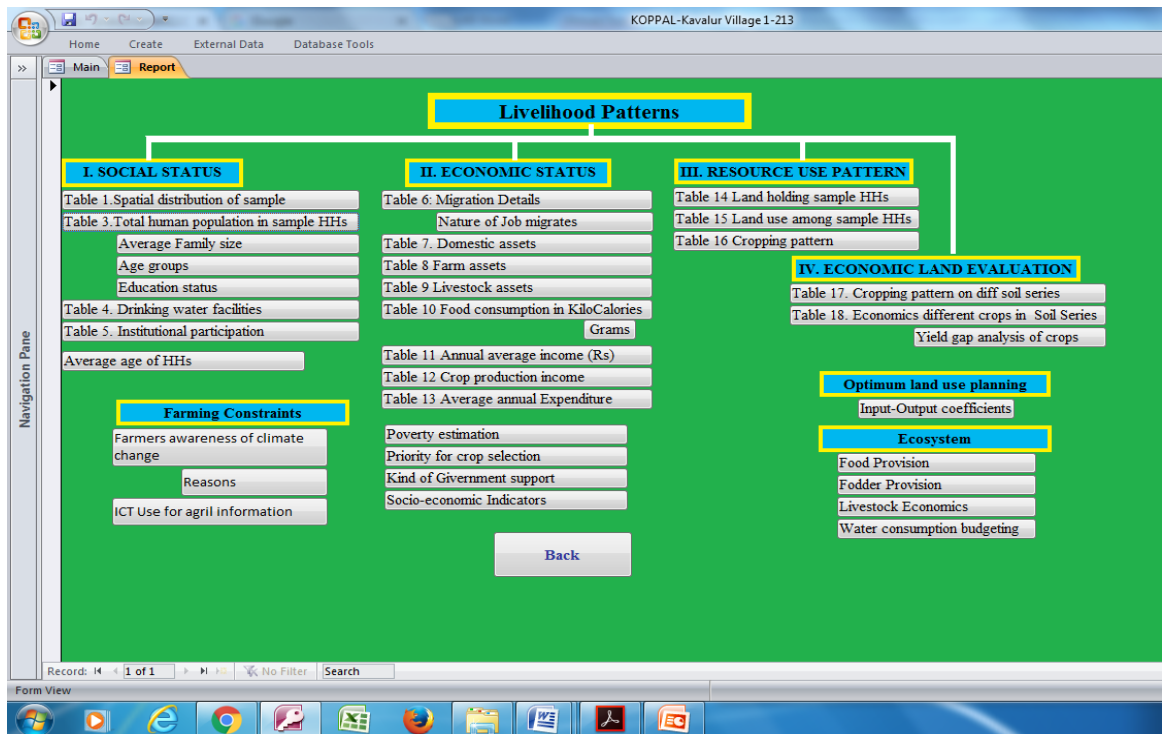 KOPPAL-Kavalur Village 1-213
Home Create External Data Database Tools
» Main Report
Navigation Pane
Livelihood Patterns
I. SOCIAL STATUS
Table 1.Spatial distribution of sample
Table 3.Total human population in sample HHs
Average Family size
Age groups
Education status
Table 4. Drinking water facilities
Table 5. Institutional participation
Average age of HHs
Farming Constraints
Farmers awareness of climate
change
Reasons
ICT Use for agril information
II. ECONOMIC STATUS
Table 6: Migration Details
Nature of Job migrates
Table 7. Domestic assets
Table 8 Farm assets
Table 9 Livestock assets
Table 10 Food consumption in KiloCalories
Grams
Table 11 Annual average income (Rs)
Table 12 Crop production income
Table 13 Average annual Expenditure
Poverty estimation
Priority for crop selection
Kind of Givernment support
Socio-economic Indicators
Back
III. RESOURCE USE PATTERN
Table 14 Land holding sample HHs
Table 15 Land use among sample HHs
Table 16 Cropping pattern
IV. ECONOMIC LAND EVALUATION
Table 17. Cropping pattern on diff soil series
Table 18. Economics different crops in Soil Series
Yield gap analysis of crops
Optimum land use planning
Input-Output coefficients
Ecosystem
Food Provision
Fodder Provision
Livestock Economics
Water consumption budgeting
Record: 1 of 1 No Filter Search
Form View